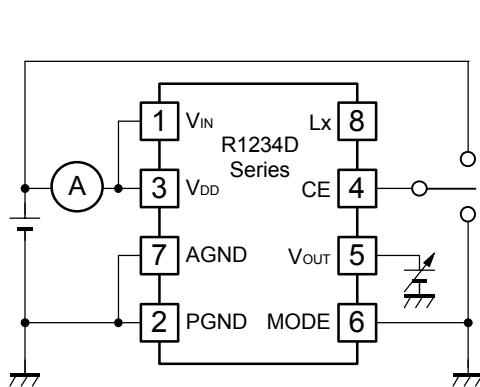 1 VIN Lx 8
R1234D
Series
A 3 VDD CE 4
7 AGND VOUT 5
2 PGND MODE 6